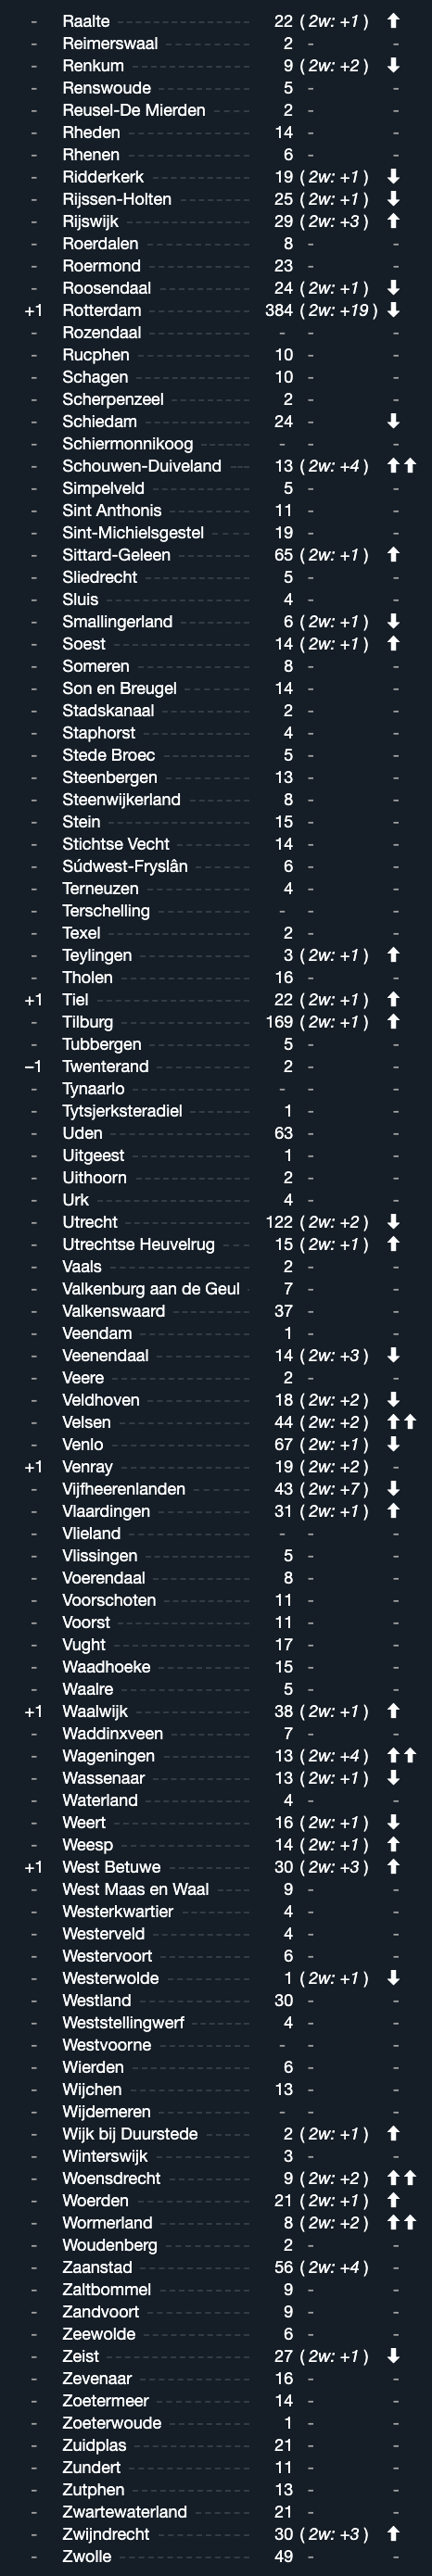 - Raalte 22 ( 2w: +1 ) ⬆
- Reimerswaal 2 - -
- Renkum 9 ( 2w: +2 ) ⬇
- Renswoude 5 - -
- Reusel-De Mierden 2 - -
- Rheden 14 - -
- Rhenen 6 - -
- Ridderkerk 19 ( 2w: +1 ) ⬇
- Rijssen-Holten 25 ( 2w: +1 ) ⬇
- Rijswijk 29 ( 2w: +3 ) ⬆
- Roerdalen 8 - -
- Roermond 23 - -
- Roosendaal 24 ( 2w: +1 ) ⬇
+1 Rotterdam 384 ( 2w: +19 ) ⬇
- Rozendaal - - -
- Rucphen 10 - -
- Schagen 10 - -
- Scherpenzeel 2 - -
- Schiedam 24 - ⬇
- Schiermonnikoog - - -
- Schouwen-Duiveland 13 ( 2w: +4 ) ⬆⬆
- Simpelveld 5 - -
- Sint Anthonis 11 - -
- Sint-Michielsgestel 19 - -
- Sittard-Geleen 65 ( 2w: +1 ) ⬆
- Sliedrecht 5 - -
- Sluis 4 - -
- Smallingerland 6 ( 2w: +1 ) ⬇
- Soest 14 ( 2w: +1 ) ⬆
- Someren 8 - -
- Son en Breugel 14 - -
- Stadskanaal 2 - -
- Staphorst 4 - -
- Stede Broec 5 - -
- Steenbergen 13 - -
- Steenwijkerland 8 - -
- Stein 15 - -
- Stichtse Vecht 14 - -
- Súdwest-Fryslân 6 - -
- Terneuzen 4 - -
- Terschelling - - -
- Texel 2 - -
- Teylingen 3 ( 2w: +1 ) ⬆
- Tholen 16 - -
+1 Tiel 22 ( 2w: +1 ) ⬆
- Tilburg 169 ( 2w: +1 ) ⬆
- Tubbergen 5 - -
–1 Twenterand 2 - -
- Tynaarlo - - -
- Tytsjerksteradiel 1 - -
- Uden 63 - -
- Uitgeest 1 - -
- Uithoorn 2 - -
- Urk 4 - -
- Utrecht 122 ( 2w: +2 ) ⬇
- Utrechtse Heuvelrug 15 ( 2w: +1 ) ⬆
- Vaals 2 - -
- Valkenburg aan de Geul 7 - -
- Valkenswaard 37 - -
- Veendam 1 - -
- Veenendaal 14 ( 2w: +3 ) ⬇
- Veere 2 - -
- Veldhoven 18 ( 2w: +2 ) ⬇
- Velsen 44 ( 2w: +2 ) ⬆⬆
- Venlo 67 ( 2w: +1 ) ⬇
+1 Venray 19 ( 2w: +2 ) -
- Vijfheerenlanden 43 ( 2w: +7 ) ⬇
- Vlaardingen 31 ( 2w: +1 ) ⬆
- Vlieland - - -
- Vlissingen 5 - -
- Voerendaal 8 - -
- Voorschoten 11 - -
- Voorst 11 - -
- Vught 17 - -
- Waadhoeke 15 - -
- Waalre 5 - -
+1 Waalwijk 38 ( 2w: +1 ) ⬆
- Waddinxveen 7 - -
- Wageningen 13 ( 2w: +4 ) ⬆⬆
- Wassenaar 13 ( 2w: +1 ) ⬇
- Waterland 4 - -
- Weert 16 ( 2w: +1 ) ⬇
- Weesp 14 ( 2w: +1 ) ⬆
+1 West Betuwe 30 ( 2w: +3 ) ⬆
- West Maas en Waal 9 - -
- Westerkwartier 4 - -
- Westerveld 4 - -
- Westervoort 6 - -
- Westerwolde 1 ( 2w: +1 ) ⬇
- Westland 30 - -
- Weststellingwerf 4 - -
- Westvoorne - - -
- Wierden 6 - -
- Wijchen 13 - -
- Wijdemeren - - -
- Wijk bij Duurstede 2 ( 2w: +1 ) ⬆
- Winterswijk 3 - -
- Woensdrecht 9 ( 2w: +2 ) ⬆⬆
- Woerden 21 ( 2w: +1 ) ⬆
- Wormerland 8 ( 2w: +2 ) ⬆⬆
- Woudenberg 2 - -
- Zaanstad 56 ( 2w: +4 ) -
- Zaltbommel 9 - -
- Zandvoort 9 - -
- Zeewolde 6 - -
- Zeist 27 ( 2w: +1 ) ⬇
- Zevenaar 16 - -
- Zoetermeer 14 - -
- Zoeterwoude 1 - -
- Zuidplas 21 - -
- Zundert 11 - -
- Zutphen 13 - -
- Zwartewaterland 21 - -
- Zwijndrecht 30 ( 2w: +3 ) ⬆
- Zwolle 49 - -